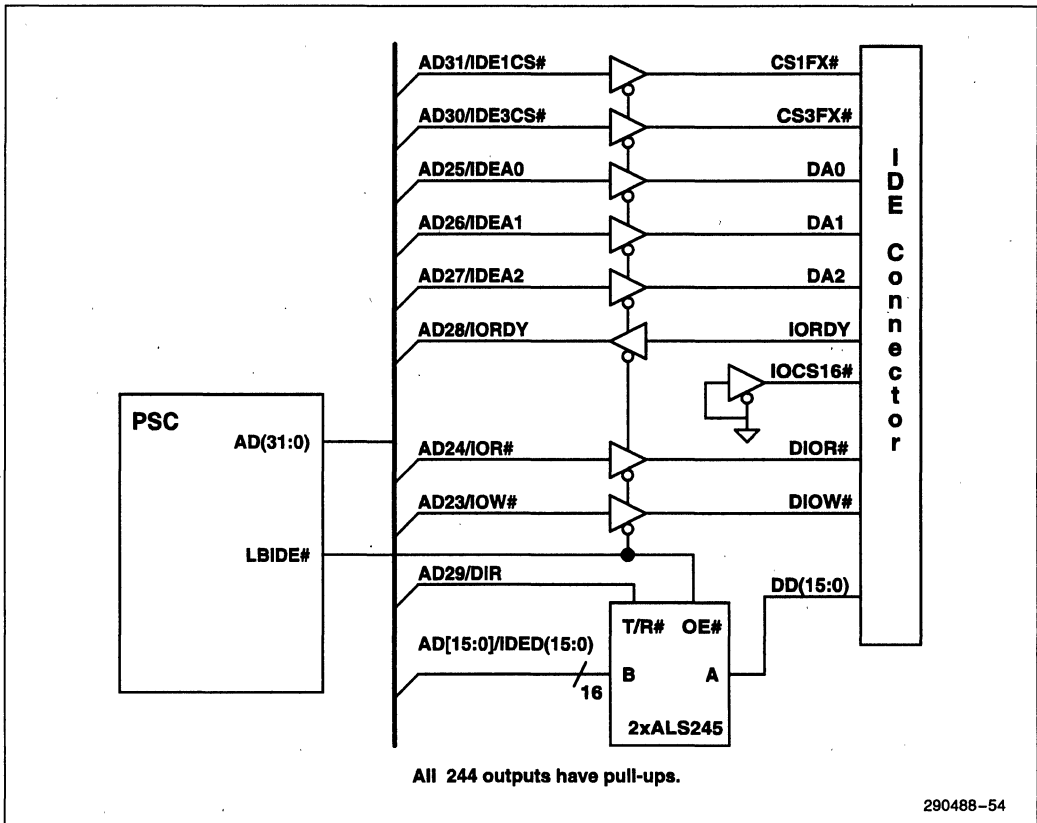 AD31/IDE1CS# CS1FX#
AD30/IDE3CS# CS3FX#
AD25/IDEA0 DA0
AD26/IDEA1 DA1
AD27/IDEA2 DA2
AD28/IORDY IORDY
IOCS16#
IDE Connector
PSC
AD(31:0)
AD24/IOR# DIOR#
AD23/IOW# DIOW#
LBIDE#
AD29/DIR
DD(15:0)
T/R# OE#
AD[15:0]/IDED(15:0)
B A
16
2xALS245
All 244 outputs have pull-ups.
290488-54